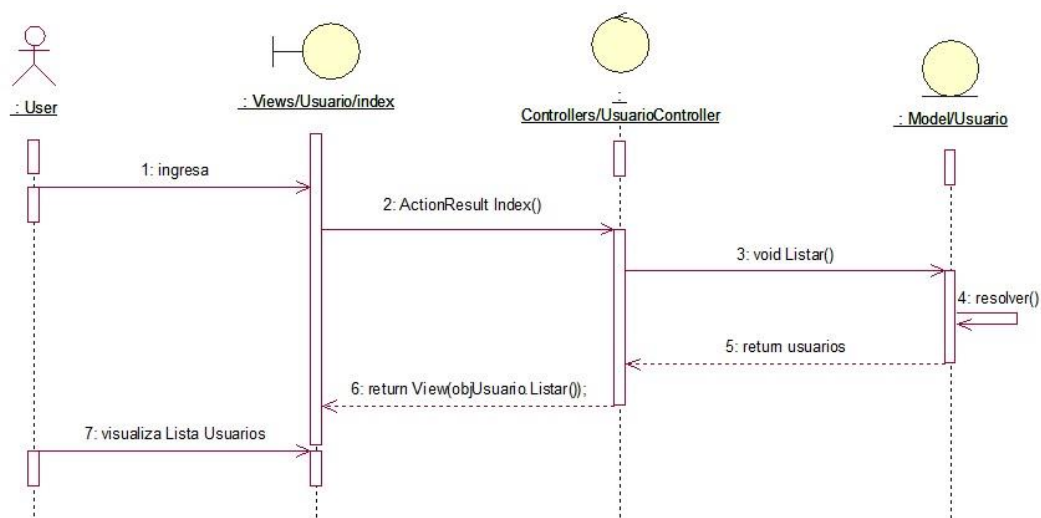 : User
: Views/Usuario/index
:
Controllers/UsuarioController
: Model/Usuario
1: ingresa
2: ActionResult Index()
3: void Listar()
4: resolver()
5: return usuarios
6: return View(objUsuario.Listar());
7: visualiza Lista Usuarios